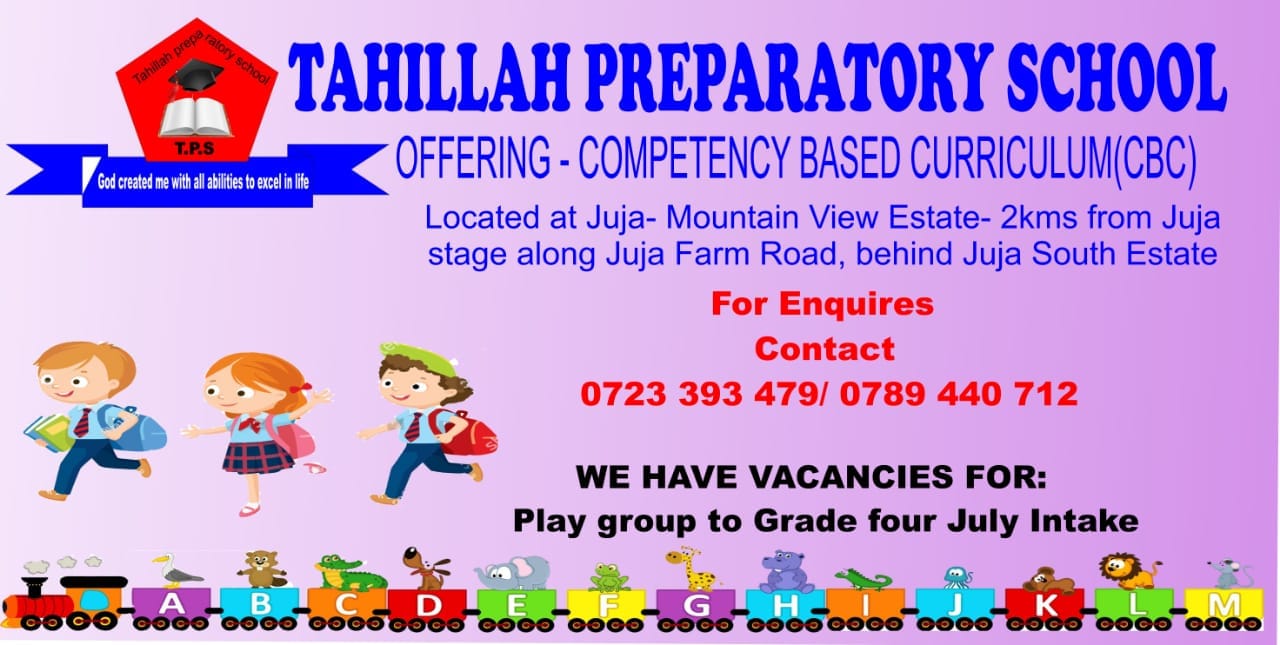 Tahillah preparatory school
T.P.S
God created me with all abilities to excel in life
TAHILLAH PREPARATORY SCHOOL
OFFERING - COMPETENCY BASED CURRICULUM(CBC)
Located at Juja- Mountain View Estate- 2kms from Juja
stage along Juja Farm Road, behind Juja South Estate
For Enquires
Contact
0723 393 479/ 0789 440 712
WE HAVE VACANCIES FOR:
Play group to Grade four July Intake
A B C D E F G H I J K L M